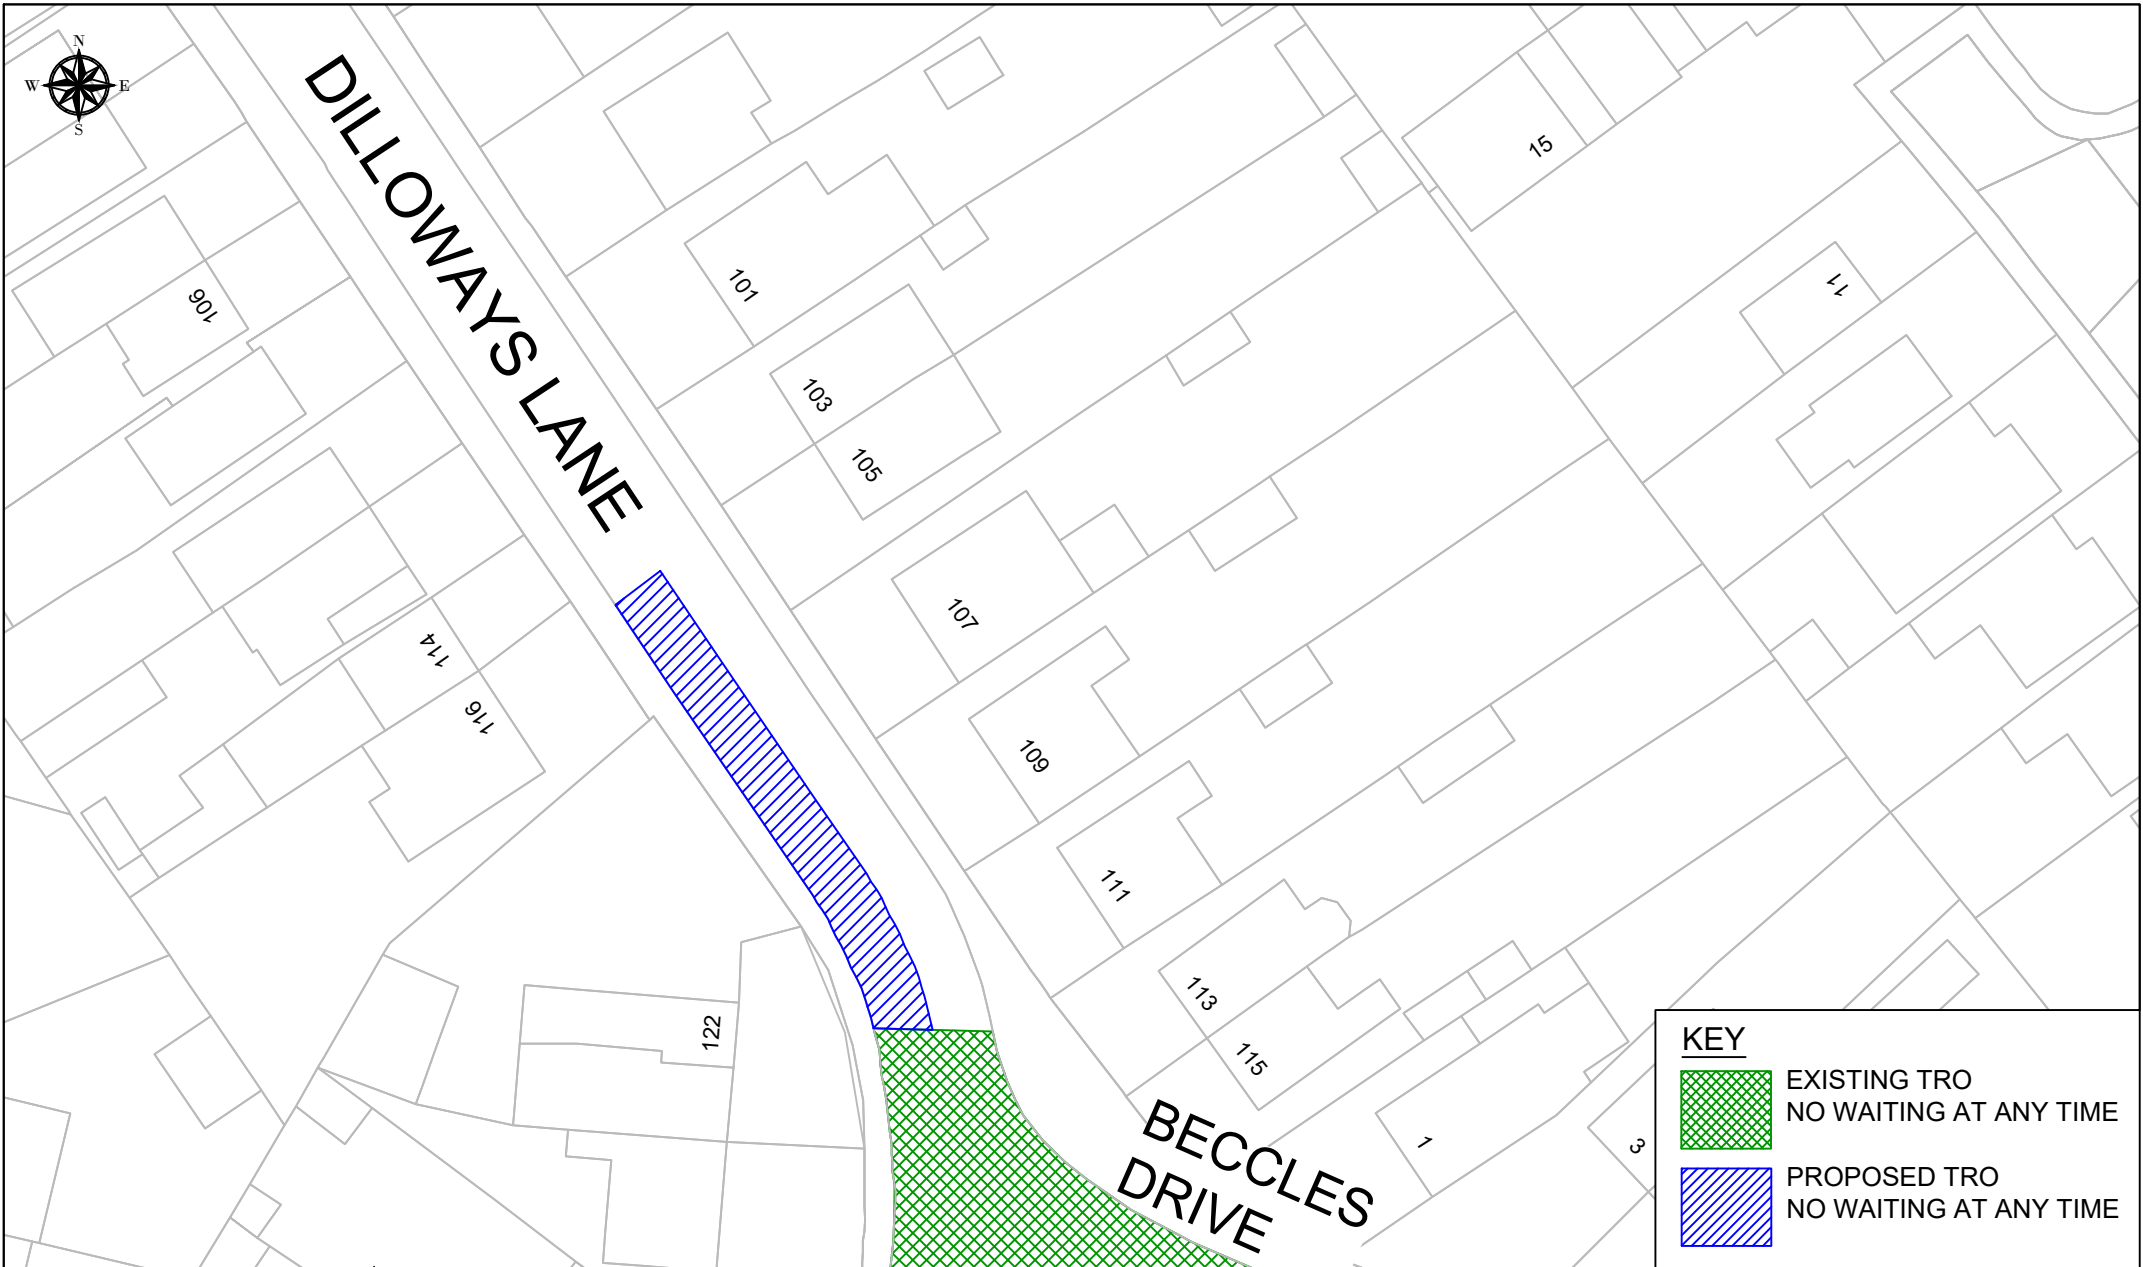 N
W
E
S
DILLOWAYS LANE
15
101
106
11
103
105
107
114
116
109
111
113
122
115
BECCLES
DRIVE
1
3
KEY
EXISTING TRO
NO WAITING AT ANY TIME
PROPOSED TRO
NO WAITING AT ANY TIME